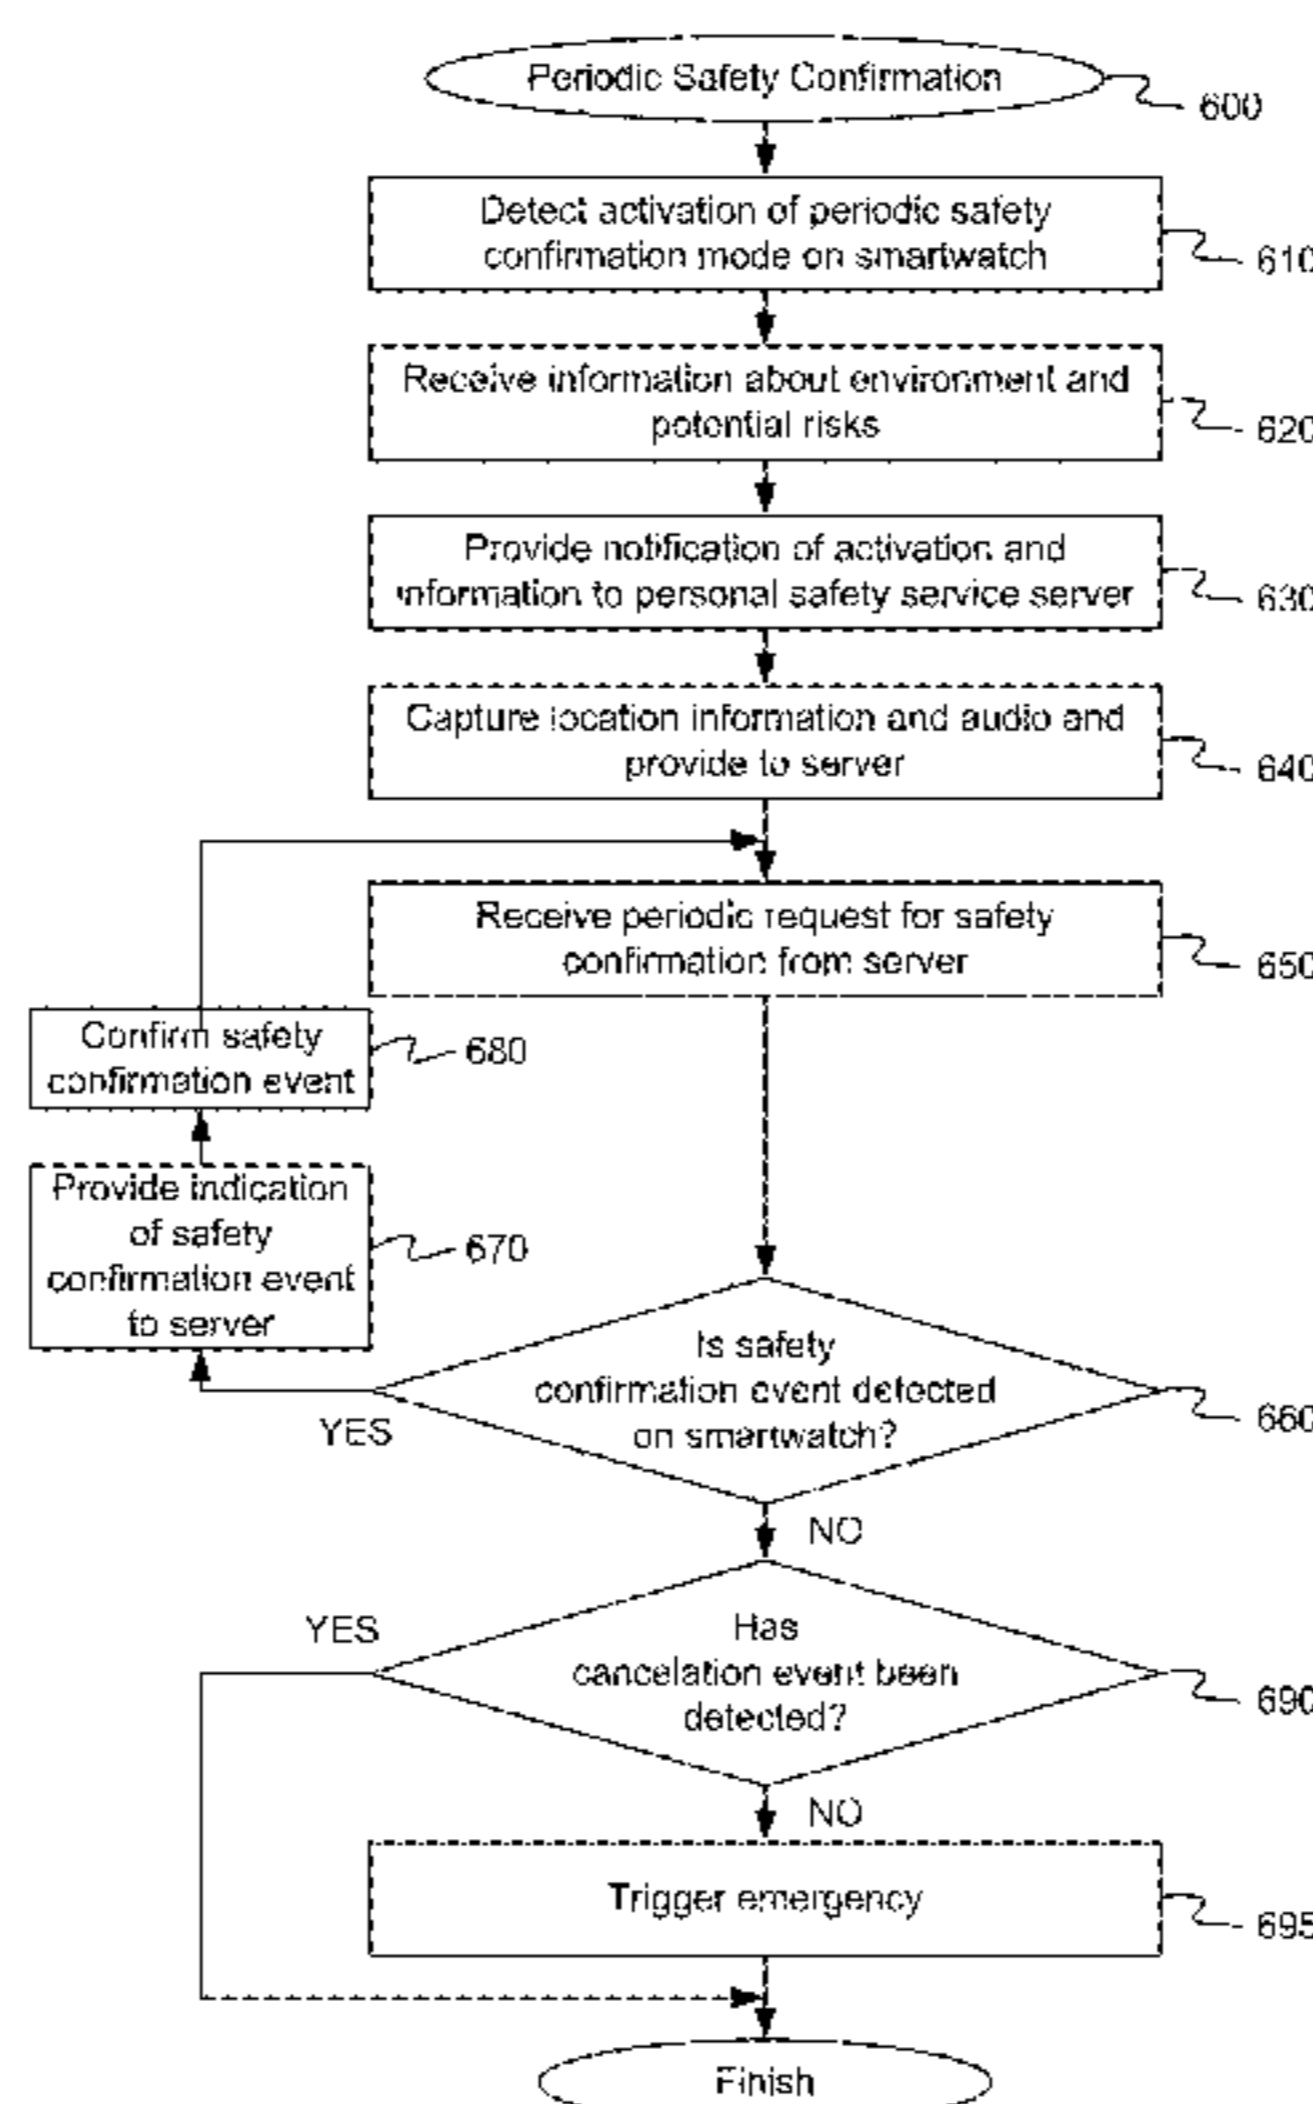 Periodic Safety Confirmation
600
Detect activation of periodic safety
confirmation mode on smartwatch
610
Receive information about environment and
potential risks
620
Provide notification of activation and
information to personal safety service server
630
Capture location information and audio and
provide to server
640
Receive periodic request for safety
confirmation from server
650
Confirm safety
confirmation event
680
Provide indication
of safety
confirmation event
to server
670
Is safety
confirmation event detected
on smartwatch?
660
YES
NO
Has
cancelation event been
detected?
690
YES
NO
Trigger emergency
695
Finish